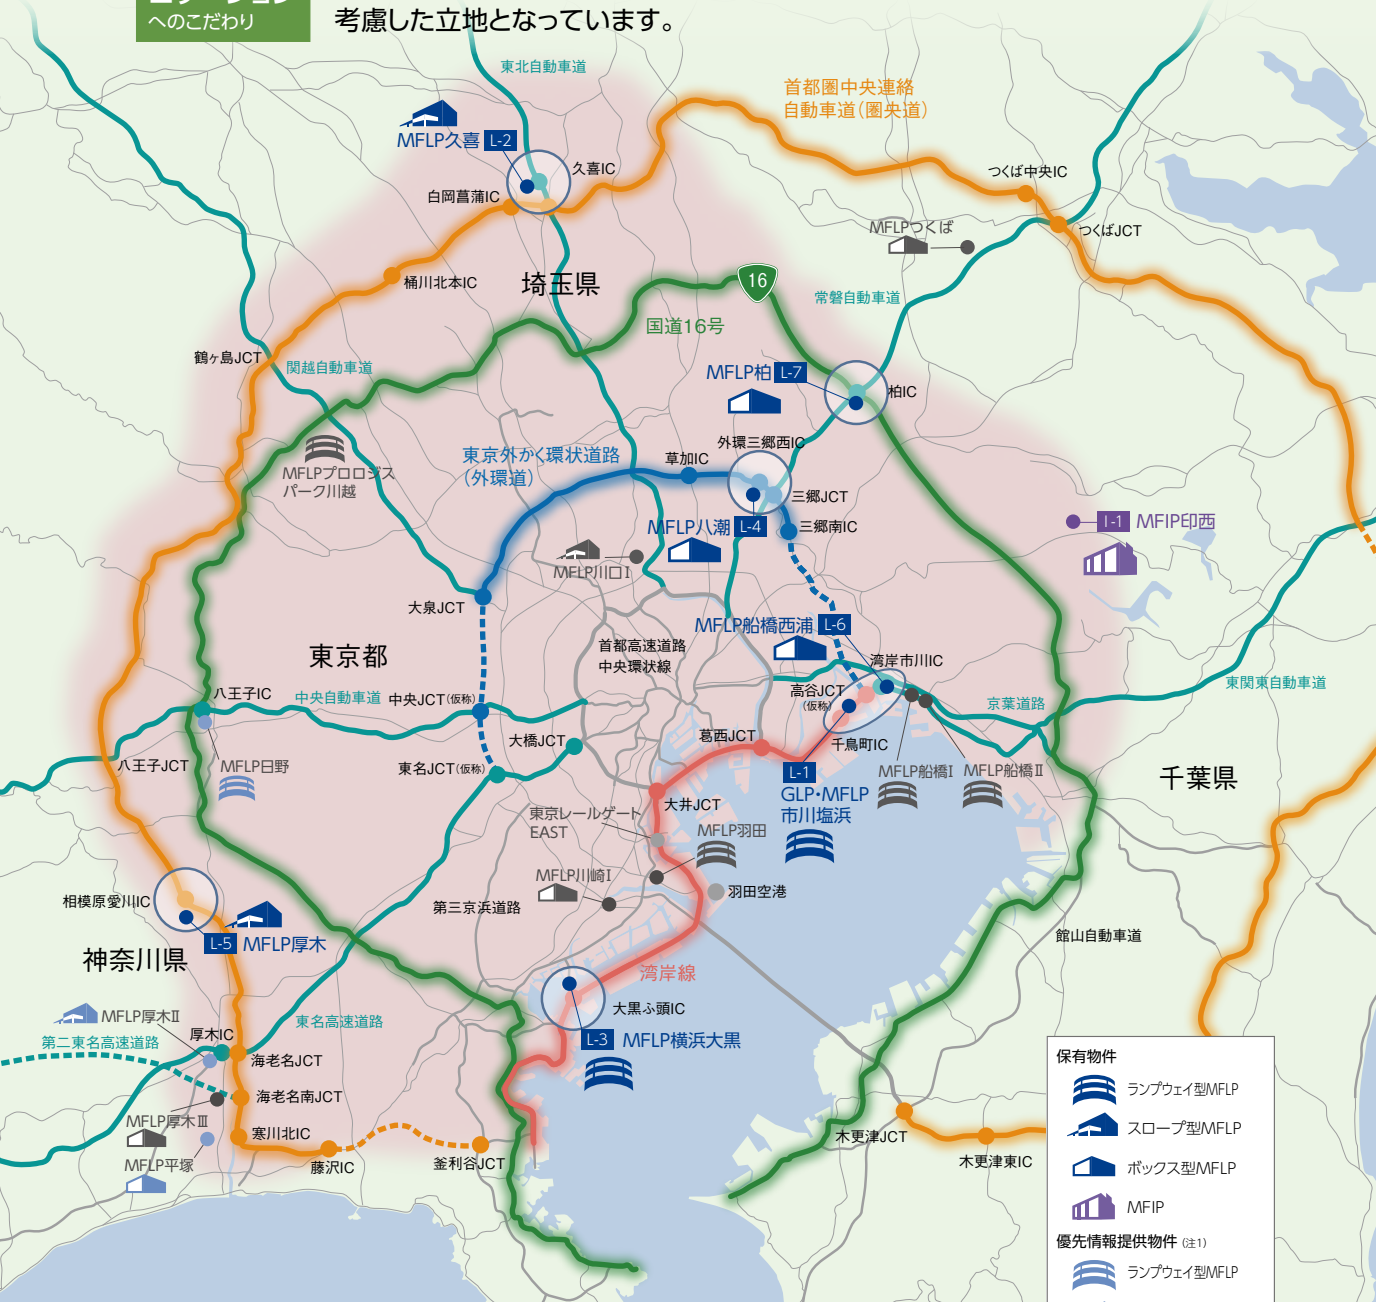 へのこだわり
考慮した立地となっています。
東北自動車道
首都圏中央連絡
自動車道(圏央道)
MFLP久喜 L-2
久喜IC
白岡菖蒲IC
つくば中央IC
つくばJCT
MFLPつくば
桶川北本IC
埼玉県
16
常磐自動車道
国道16号
鶴ヶ島JCT
関越自動車道
MFLP柏 L-7
柏IC
外環三郷西IC
東京外かく環状道路
(外環道)
草加IC
MFLPプロロジス
パーク川越
三郷JCT
MFLP八潮 L-4
三郷南IC
I-1 MFIP印西
MFLP川口Ⅰ
大泉JCT
MFLP船橋西浦 L-6
首都高速道路
中央環状線
東京都
湾岸市川IC
八王子IC
中央自動車道
中央JCT(仮称)
高谷JCT
(仮称)
京葉道路
東関東自動車道
大橋JCT
葛西JCT
千鳥町IC
八王子JCT
MFLP日野
東名JCT(仮称)
L-1
GLP・MFLP
市川塩浜
MFLP船橋Ⅰ
MFLP船橋Ⅱ
千葉県
大井JCT
東京レールゲート
EAST
MFLP羽田
MFLP川崎Ⅰ
羽田空港
相模原愛川IC
第三京浜道路
L-5 MFLP厚木
館山自動車道
神奈川県
湾岸線
大黒ふ頭IC
MFLP厚木Ⅱ
東名高速道路
厚木IC
第二東名高速道路
L-3 MFLP横浜大黒
海老名JCT
海老名南JCT
MFLP厚木Ⅲ
寒川北IC
MFLP平塚
藤沢IC
釜利谷JCT
木更津JCT
木更津東IC
保有物件
ランプウェイ型MFLP
スロープ型MFLP
ボックス型MFLP
MFIP
優先情報提供物件 (注1)
ランプウェイ型MFLP